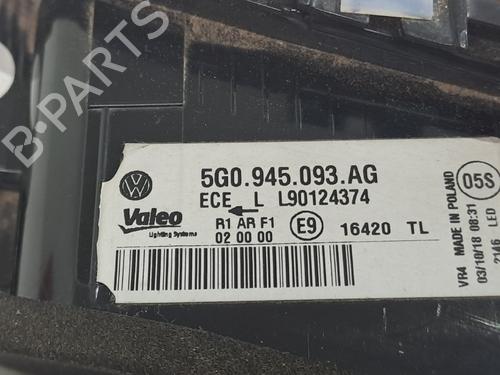 B-PARTS
5G0.945.093.AG
ECE L L90124374
Valeo
Lighting Systems
R1 AR F1
02 00 00
E9
16420 TL
VR4 MADE IN POLAND
03/10/18 08:31
2146 LED
05S